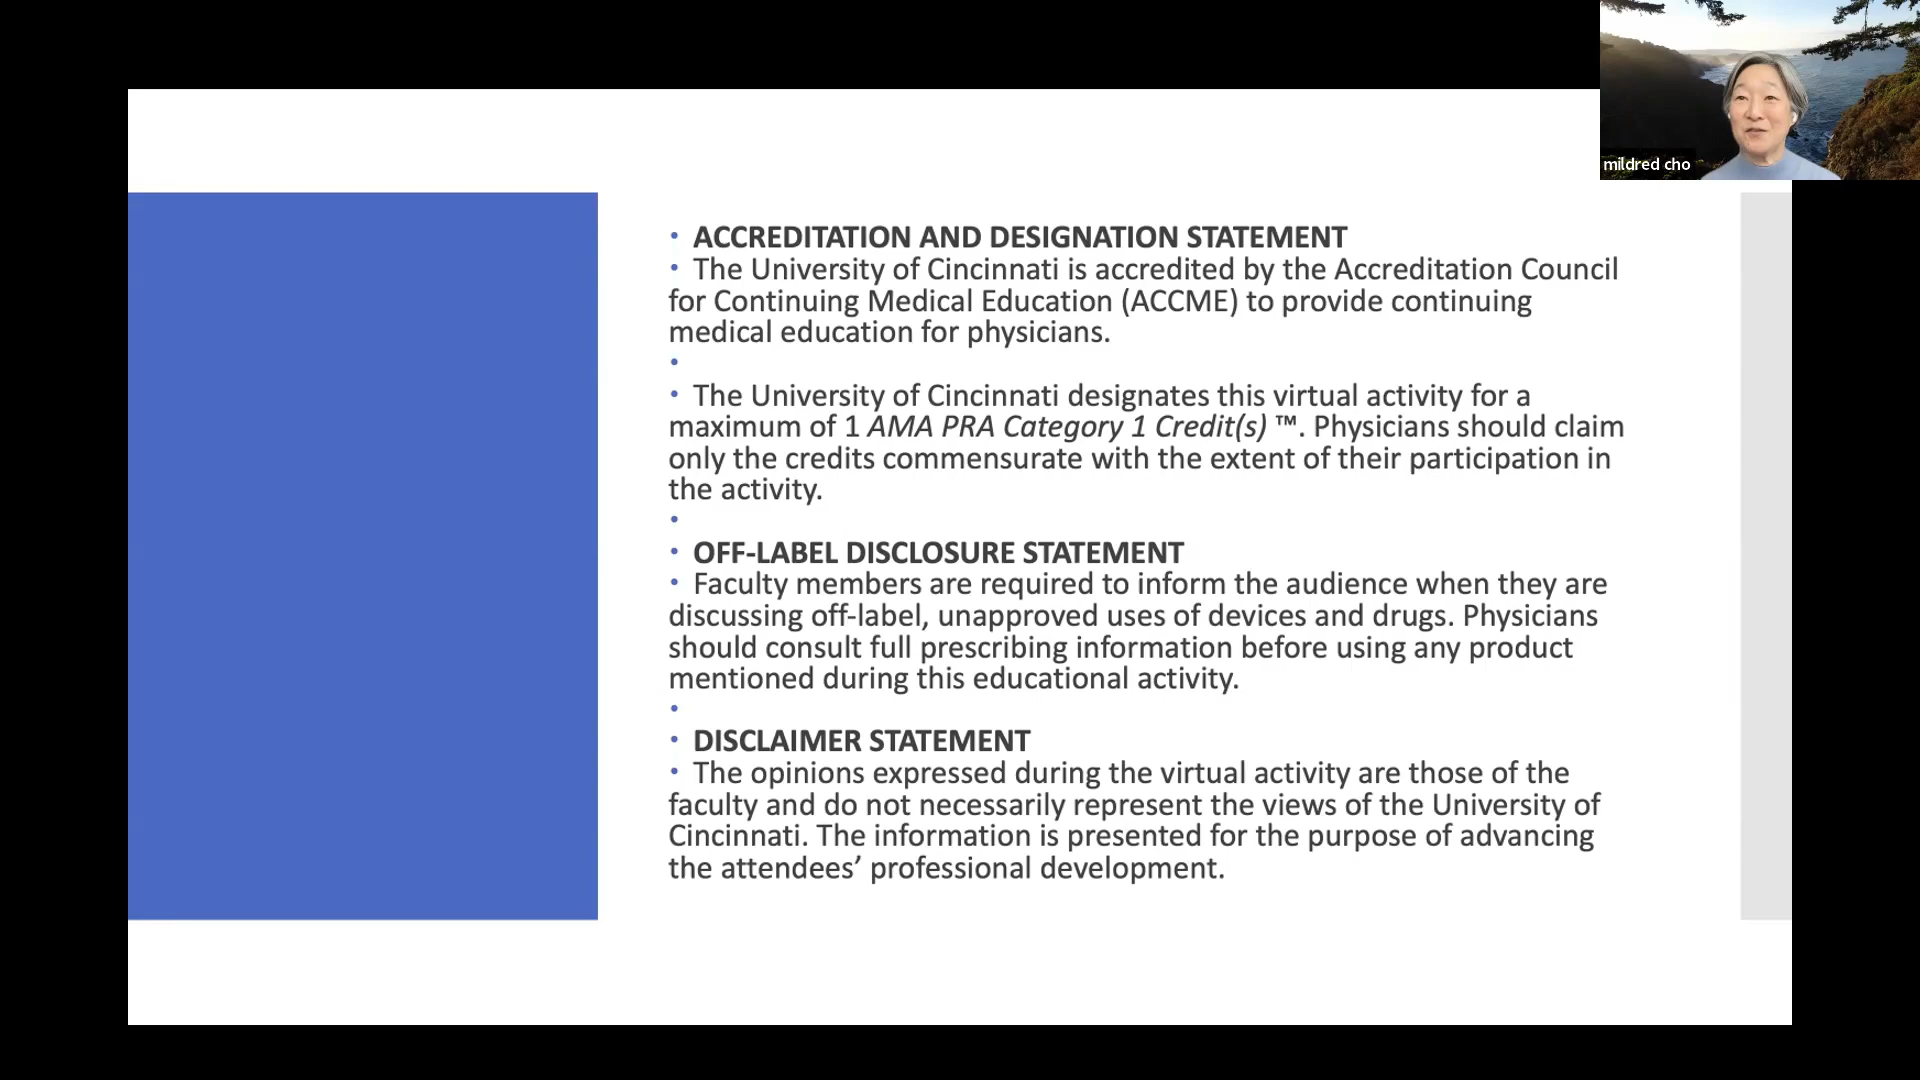 mildred cho
• ACCREDITATION AND DESIGNATION STATEMENT
• The University of Cincinnati is accredited by the Accreditation Council
for Continuing Medical Education (ACCME) to provide continuing
medical education for physicians.
•
• The University of Cincinnati designates this virtual activity for a
maximum of 1 AMA PRA Category 1 Credit(s) ™. Physicians should claim
only the credits commensurate with the extent of their participation in
the activity.
•
• OFF-LABEL DISCLOSURE STATEMENT
• Faculty members are required to inform the audience when they are
discussing off-label, unapproved uses of devices and drugs. Physicians
should consult full prescribing information before using any product
mentioned during this educational activity.
•
• DISCLAIMER STATEMENT
• The opinions expressed during the virtual activity are those of the
faculty and do not necessarily represent the views of the University of
Cincinnati. The information is presented for the purpose of advancing
the attendees’ professional development.